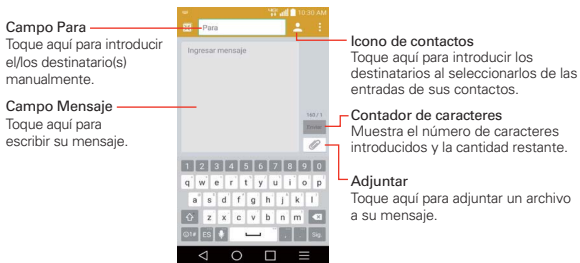 Campo Para
Toque aquí para introducir
el/los destinatario(s)
manualmente.
Campo Mensaje
Toque aquí para
escribir su mensaje.
10:30 AM
Para
Ingresar mensaje
Enviar
1 2 3 4 5 6 7 8 9 0
q w e r t y u i o p
a s d f g h j k l
z x c v b n m
ES
Sig.
Icono de contactos
Toque aquí para introducir los
destinatarios al seleccionarlos de las
entradas de sus contactos.
Contador de caracteres
Muestra el número de caracteres
introducidos y la cantidad restante.
Adjuntar
Toque aquí para adjuntar un archivo
a su mensaje.